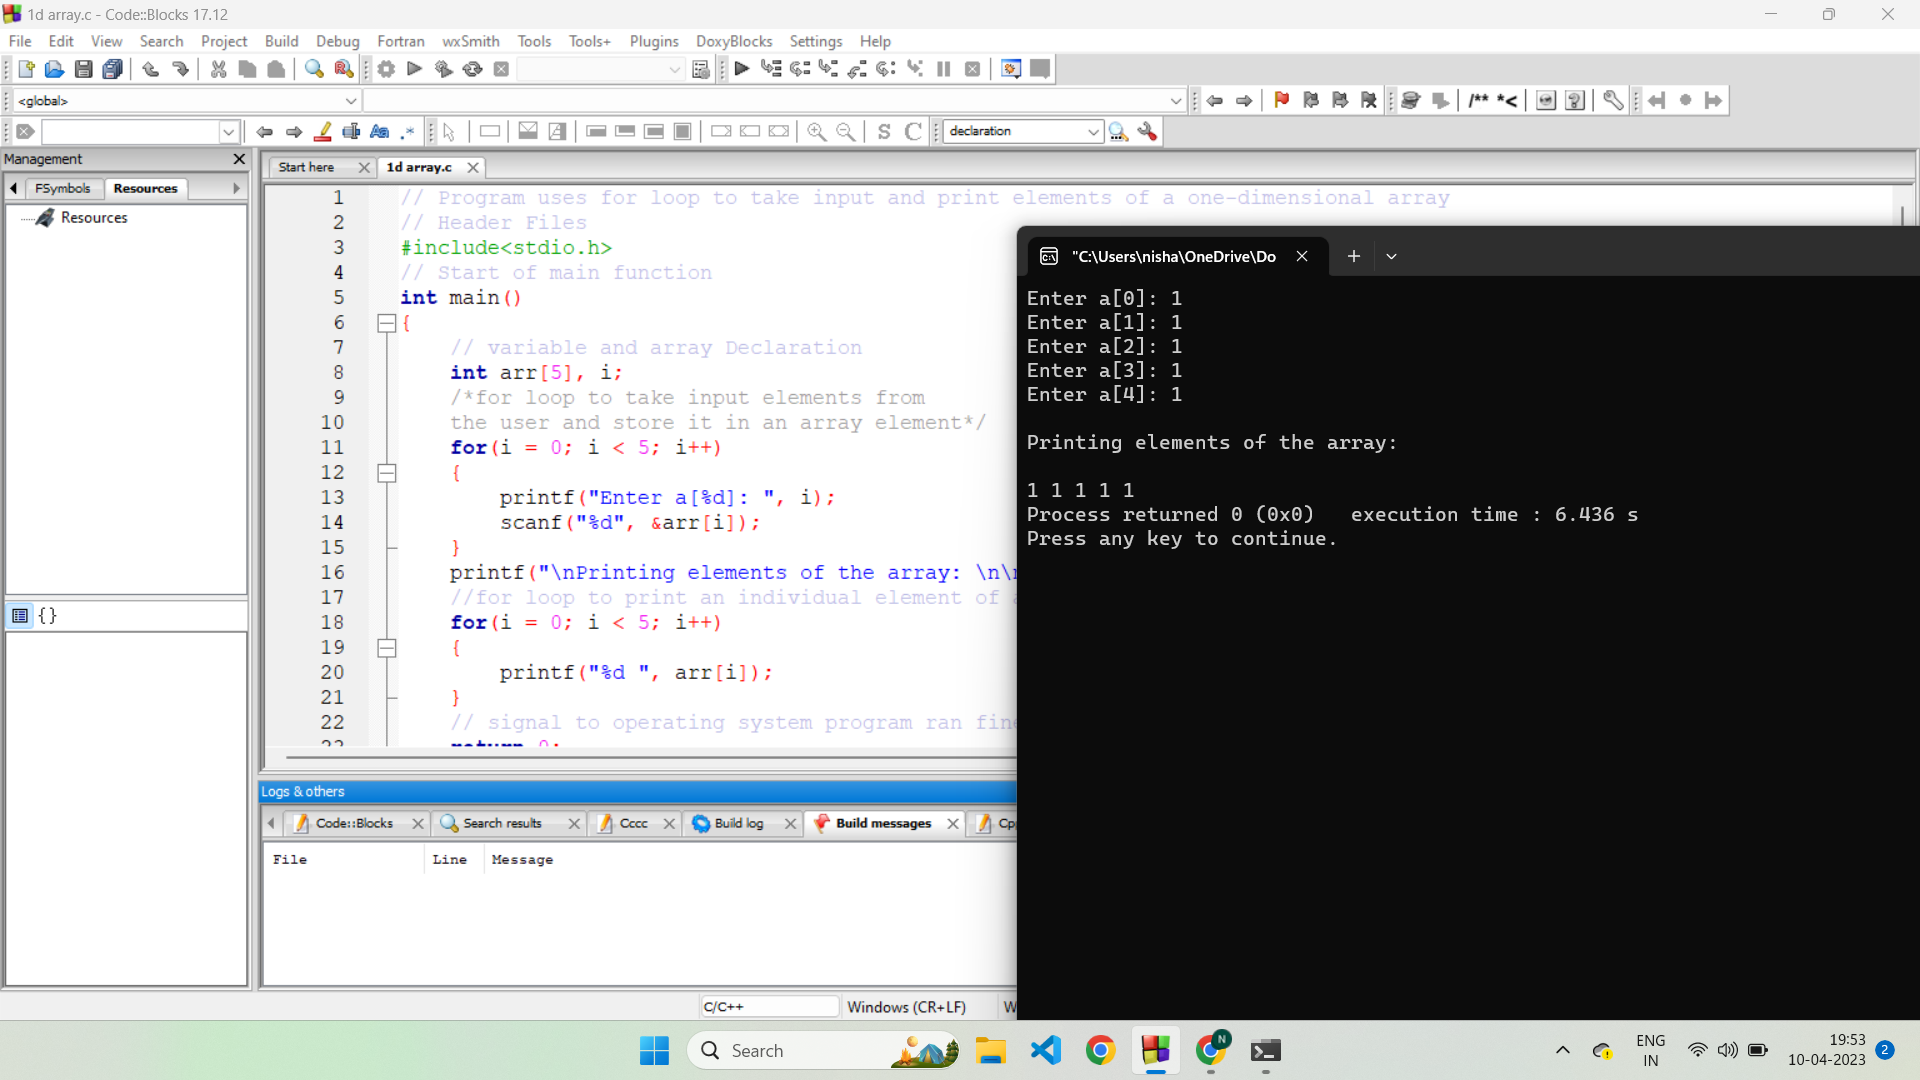 1d array.c - Code::Blocks 17.12
File Edit View Search Project Build Debug Fortran wxSmith Tools Tools+ Plugins DoxyBlocks Settings Help
<global>
/** *<
declaration
Management
FSymbols Resources
Resources
{}
Start here 1d array.c
1 // Program uses for loop to take input and print elements of a one-dimensional array
2 // Header Files
3 #include<stdio.h>
4 // Start of main function
5 int main()
6 {
7 // variable and array Declaration
8 int arr[5], i;
9 /*for loop to take input elements from
10 the user and store it in an array element*/
11 for(i = 0; i < 5; i++)
12 {
13 printf("Enter a[%d]: ", i);
14 scanf("%d", &arr[i]);
15 }
16 printf("\nPrinting elements of the array: \n\n
17 //for loop to print an individual element of
18 for(i = 0; i < 5; i++)
19 {
20 printf("%d ", arr[i]);
21 }
22 // signal to operating system program ran fine
23 return 0;
"C:\Users\nisha\OneDrive\Do
Enter a[0]: 1
Enter a[1]: 1
Enter a[2]: 1
Enter a[3]: 1
Enter a[4]: 1
Printing elements of the array:
1 1 1 1 1
Process returned 0 (0x0) execution time : 6.436 s
Press any key to continue.
Logs & others
Code::Blocks Search results Cccc Build log Build messages Cp
File Line Message
C/C++ Windows (CR+LF) W
Search
N
ENG
IN
19:53
10-04-2023
2